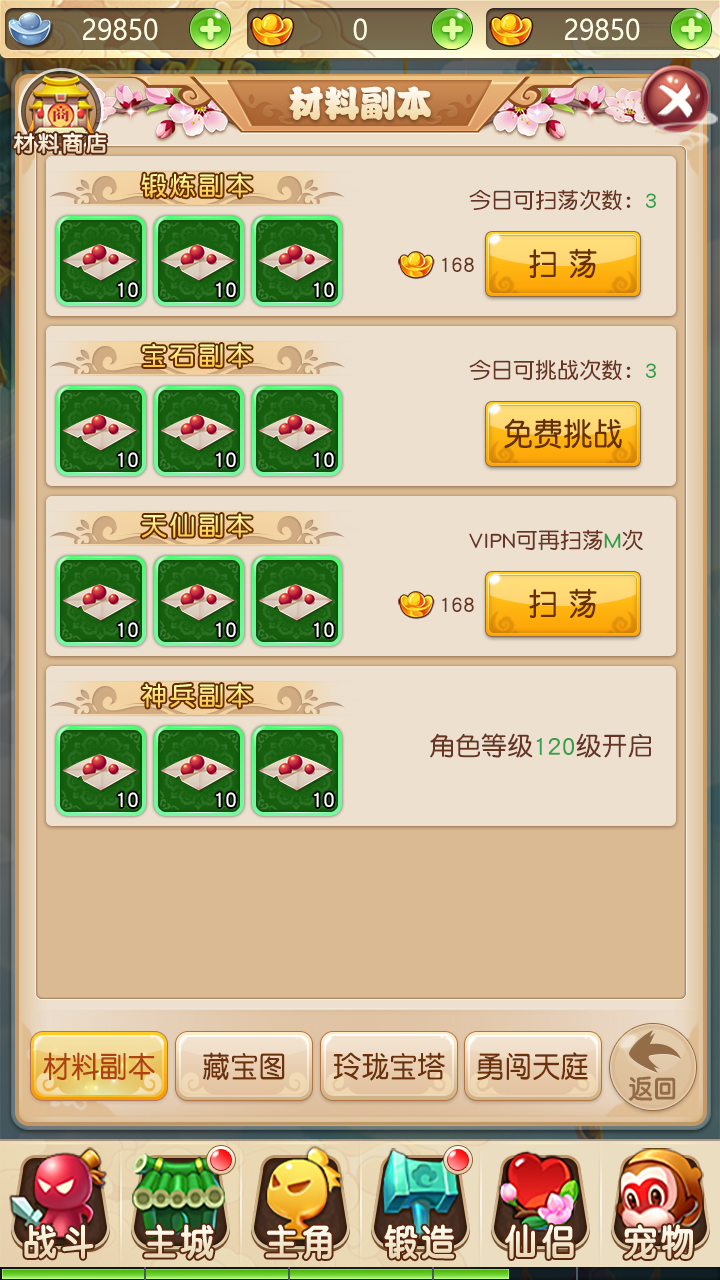 29850
0
29850
材料副本
商
材料商店
锻炼副本
今日可扫荡次数：3
10
10
10
168
扫荡
宝石副本
今日可挑战次数：3
10
10
10
免费挑战
天仙副本
VIPN可再扫荡M次
10
10
10
168
扫荡
神兵副本
10
10
10
角色等级120级开启
材料副本
藏宝图
玲珑宝塔
勇闯天庭
返回
战斗
主城
主角
锻造
仙侣
宠物